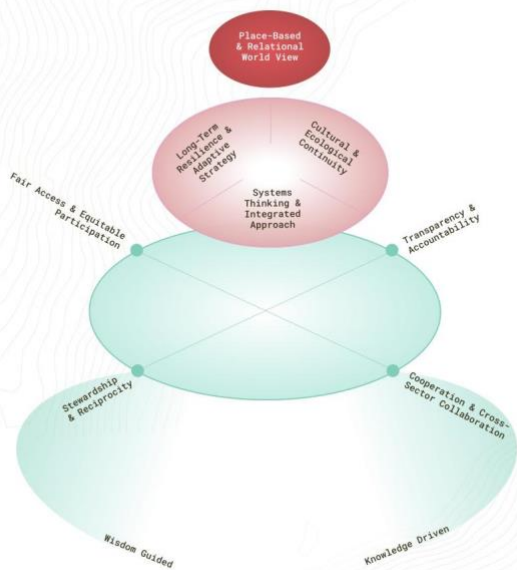 Place-Based
& Relational
World View
Long-Term
Resilience &
Adaptive
Strategy
Cultural &
Ecological
Continuity
Systems
Thinking &
Integrated
Approach
Fair Access & Equitable
Participation
Transparency &
Accountability
Stewardship
& Reciprocity
Cooperation & Cross-
Sector Collaboration
Wisdom Guided
Knowledge Driven